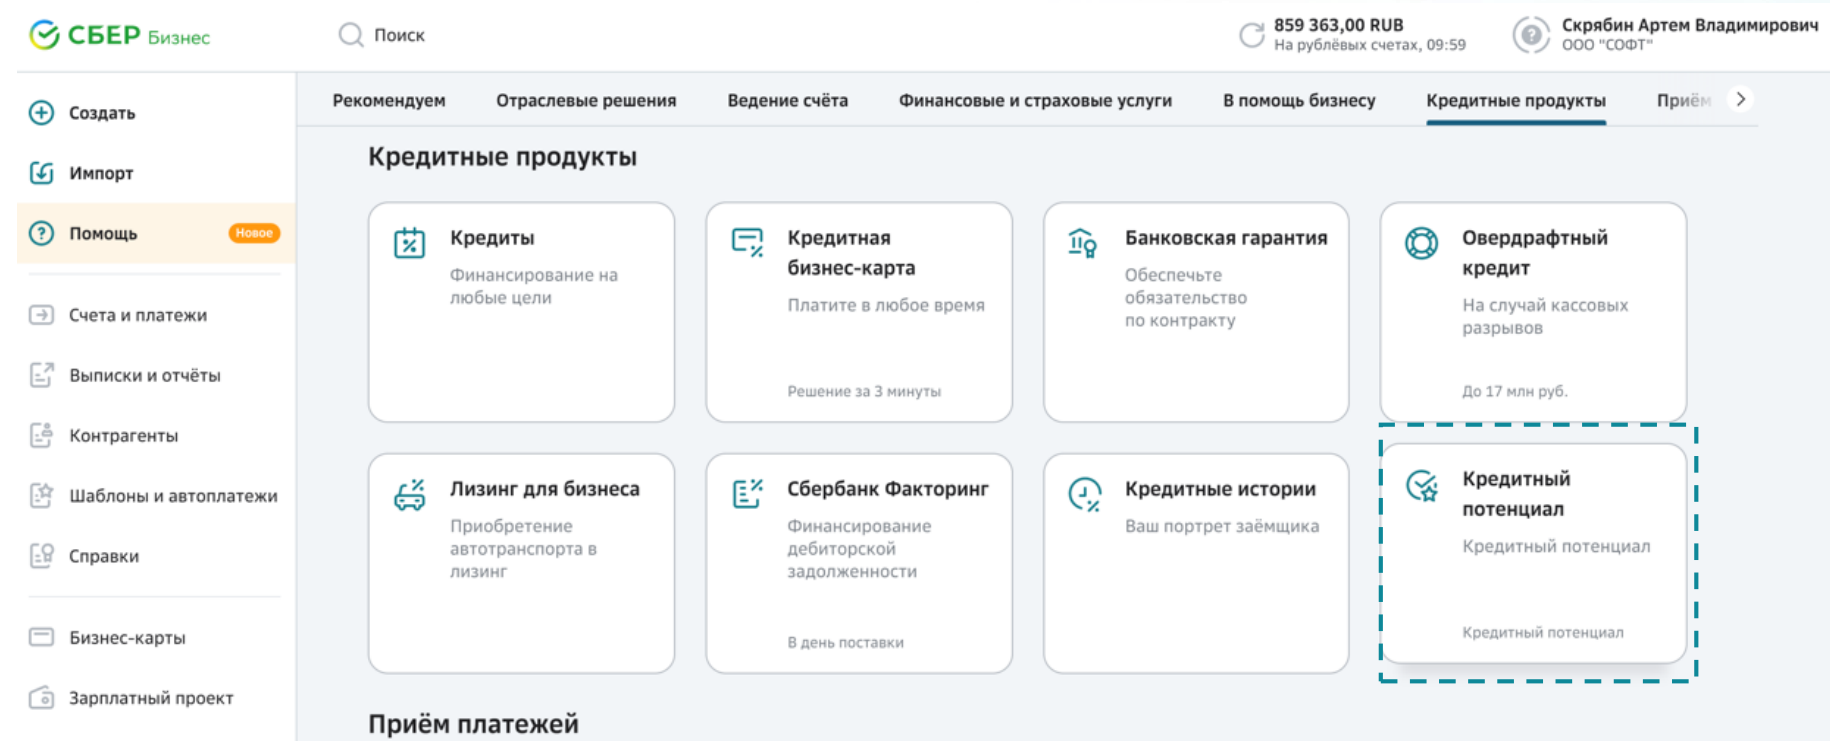 СБЕР Бизнес
Поиск
859 363,00 RUB
На рублёвых счетах, 09:59
Скрябин Артем Владимирович
ООО "СОФТ"
Создать
Импорт
Помощь
Новое
Счета и платежи
Выписки и отчёты
Контрагенты
Шаблоны и автоплатежи
Справки
Бизнес-карты
Зарплатный проект
Рекомендуем
Отраслевые решения
Ведение счёта
Финансовые и страховые услуги
В помощь бизнесу
Кредитные продукты
Приём
Кредитные продукты
Кредиты
Финансирование на
любые цели
Кредитная
бизнес-карта
Платите в любое время
Решение за 3 минуты
Банковская гарантия
Обеспечьте
обязательство
по контракту
Овердрафтный
кредит
На случай кассовых
разрывов
До 17 млн руб.
Лизинг для бизнеса
Приобретение
автотранспорта в
лизинг
Сбербанк Факторинг
Финансирование
дебиторской
задолженности
В день поставки
Кредитные истории
Ваш портрет заёмщика
Кредитный
потенциал
Кредитный потенциал
Кредитный потенциал
Приём платежей